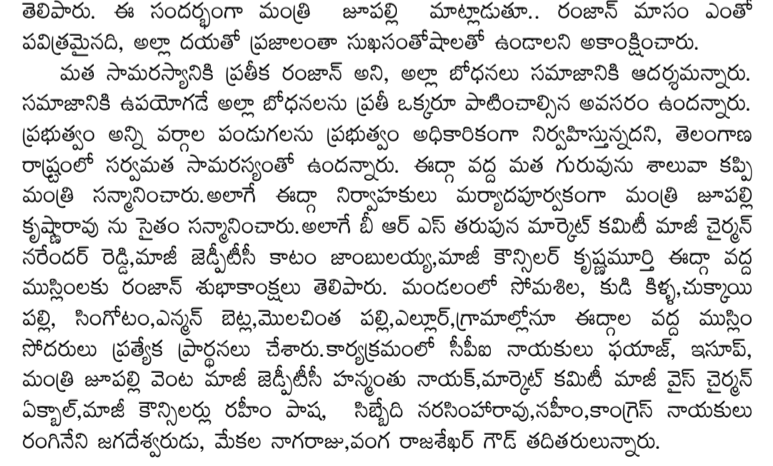 తెలిపారు. ఈ సందర్భంగా మంత్రి జూపల్లి మాట్లాడుతూ.. రంజాన్ మాసం ఎంతో
పవిత్రమైనది, అల్లా దయతో ప్రజాలంతా సుఖసంతోషాలతో ఉండాలని అకాంక్షించారు.
మత సామరస్యానికి ప్రతీక రంజాన్ అని, అల్లా బోధనలు సమాజానికి ఆదర్శమన్నారు.
సమాజానికి ఉపయోగడే అల్లా బోధనలను ప్రతీ ఒక్కరూ పాటించాల్సిన అవసరం ఉందన్నారు.
ప్రభుత్వం అన్ని వర్గాల పండుగలను ప్రభుత్వం అధికారికంగా నిర్వహిస్తున్నదని, తెలంగాణ
రాష్ట్రంలో సర్వమత సామరస్యంతో ఉందన్నారు. ఈద్గా వద్ద మత గురువును శాలువా కప్పి
మంత్రి సన్మానించారు.అలాగే ఈద్గా నిర్వాహకులు మర్యాదపూర్వకంగా మంత్రి జూపల్లి
కృష్ణారావు ను సైతం సన్మానించారు.అలాగే బీ ఆర్ ఎస్ తరుపున మార్కెట్ కమిటీ మాజీ చైర్మన్
నరేందర్ రెడ్డి,మాజీ జెడ్పీటీసీ కాటం జాంబులయ్య,మాజీ కౌన్సిలర్ కృష్ణమూర్తి ఈద్గా వద్ద
ముస్లింలకు రంజాన్ శుభాకాంక్షలు తెలిపారు. మండలంలో సోమశిల, కుడి కిళ్ళ,చుక్కాయి
పల్లి, సింగోటం,ఎన్మన్ బెట్ల,మొలచింత పల్లి,ఎల్లూర్,గ్రామాల్లోనూ ఈద్గాల వద్ద ముస్లిం
సోదరులు ప్రత్యేక ప్రార్థనలు చేశారు.కార్యక్రమంలో సీపీఐ నాయకులు ఫయాజ్, ఇసూప్,
మంత్రి జూపల్లి వెంట మాజీ జెడ్పీటీసీ హన్మంతు నాయక్,మార్కెట్ కమిటీ మాజీ వైస్ చైర్మన్
ఏక్బాల్,మాజీ కౌన్సిలర్లు రహీం పాష, సిబ్బేది నరసింహారావు,నహీం,కాంగ్రెస్ నాయకులు
రంగినేని జగదేశ్వరుడు, మేకల నాగరాజు,వంగ రాజశేఖర్ గౌడ్ తదితరులున్నారు.